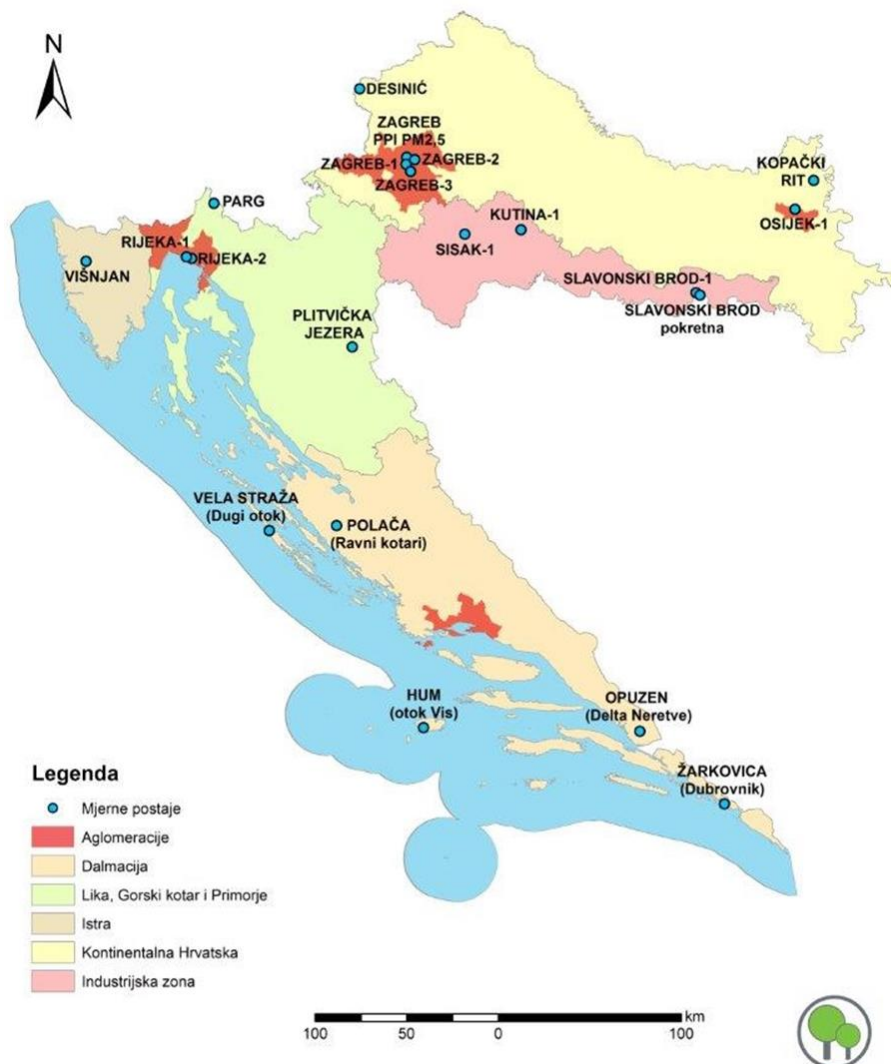 N
DESINIĆ
ZAGREB
PPI PM2,5
ZAGREB-1
ZAGREB-2
ZAGREB-3
KOPAČKI
RIT
OSIJEK-1
PARG
KUTINA-1
SISAK-1
RIJEKA-1
RIJEKA-2
VIŠNJAN
SLAVONSKI BROD-1
SLAVONSKI BROD
pokretna
PLITVIČKA
JEZERA
VELA STRAŽA
(Dugi otok)
POLAČA
(Ravni kotari)
HUM
(otok Vis)
OPUZEN
(Delta Neretve)
ŽARKOVICA
(Dubrovnik)
Legenda
Mjerne postaje
Aglomeracije
Dalmacija
Lika, Gorski kotar i Primorje
Istra
Kontinentalna Hrvatska
Industrijska zona
km
100 50 0 100